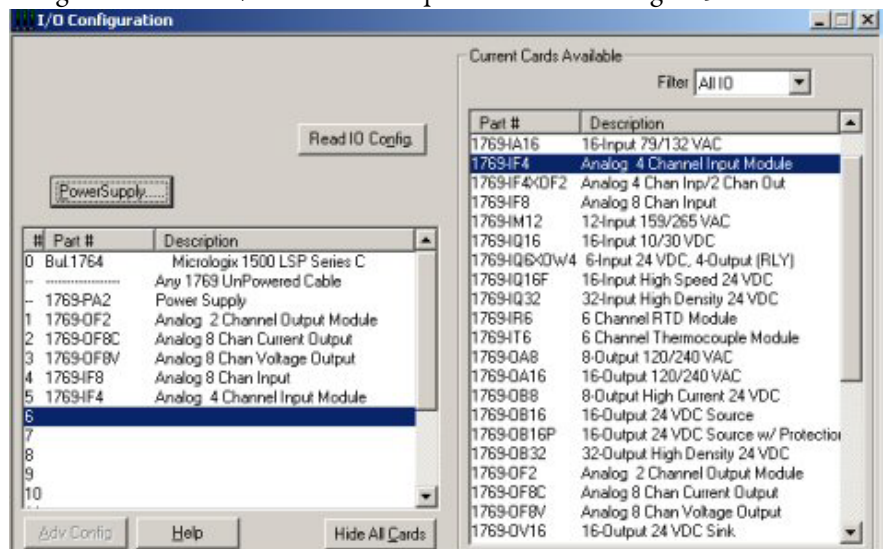 I/O Configuration
Read IO Config.
PowerSupply.....
# Part # Description
0 Bul.1764 Micrologix 1500 LSP Series C
Any 1769 UnPowered Cable
-- 1769-PA2 Power Supply
1 1769-OF2 Analog 2 Channel Output Module
2 1769-OF8C Analog 8 Chan Current Output
3 1769-OF8V Analog 8 Chan Voltage Output
4 1769-IF8 Analog 8 Chan Input
5 1769-IF4 Analog 4 Channel Input Module
6
7
8
9
10
Adv Config
Help
Hide All Cards
Current Cards Available
Filter All IO
Part # Description
1769-IA16 16-Input 79/132 VAC
1769-IF4 Analog 4 Channel Input Module
1769-IF4XOF2 Analog 4 Chan Inp/2 Chan Out
1769-IF8 Analog 8 Chan Input
1769-IM12 12-Input 159/265 VAC
1769-IQ16 16-Input 10/30 VDC
1769-IQ6XOW4 6-Input 24 VDC, 4-Output (RLY)
1769-IQ16F 16-Input High Speed 24 VDC
1769-IQ32 32-Input High Density 24 VDC
1769-IR6 6 Channel RTD Module
1769-IT6 6 Channel Thermocouple Module
1769-OA8 8-Output 120/240 VAC
1769-OA16 16-Output 120/240 VAC
1769-OB8 8-Output High Current 24 VDC
1769-OB16 16-Output 24 VDC Source
1769-OB16P 16-Output 24 VDC Source w/ Protection
1769-OB32 32-Output High Density 24 VDC
1769-OF2 Analog 2 Channel Output Module
1769-OF8C Analog 8 Chan Current Output
1769-OF8V Analog 8 Chan Voltage Output
1769-OV16 16-Output 24 VDC Sink